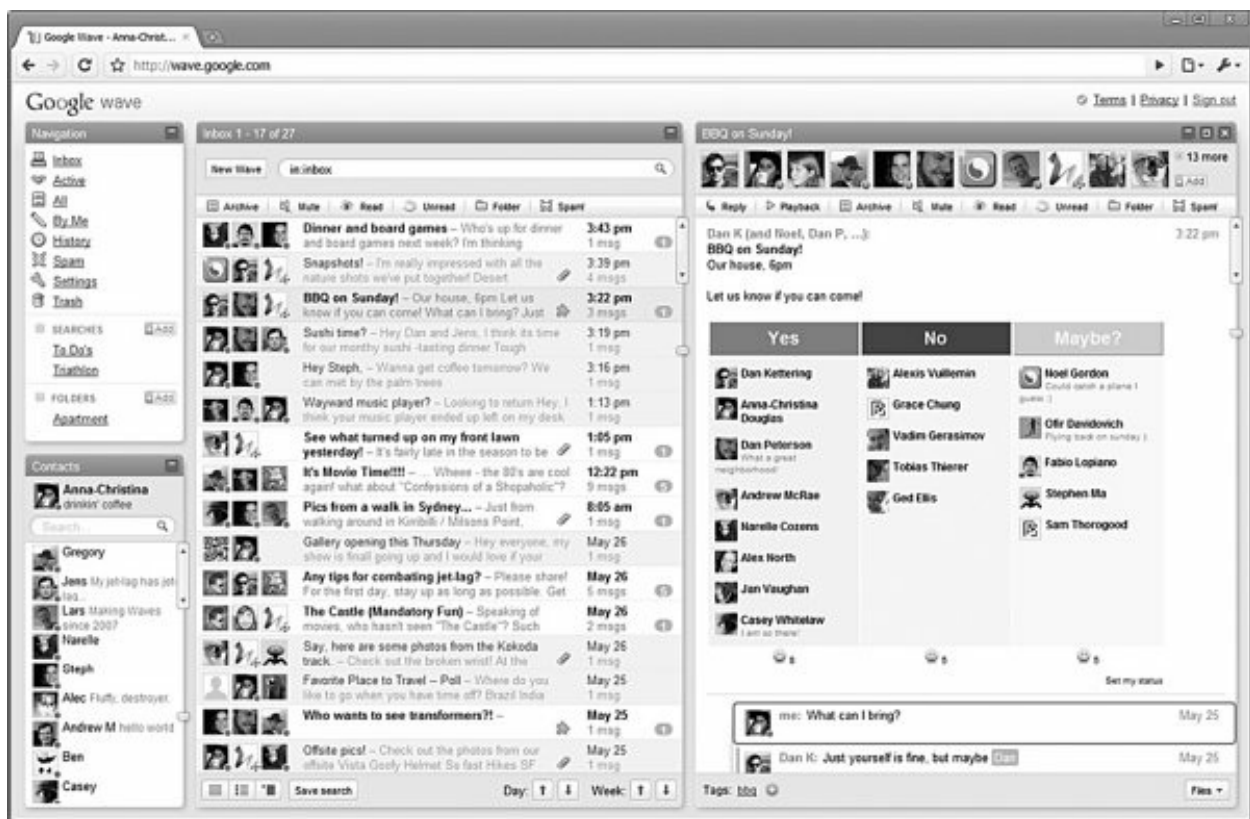 Google Wave - Anna-Christ...
http://wave.google.com
Google wave
Terms | Privacy | Sign out
Navigation
Inbox
Active
All
By Me
History
Spam
Settings
Trash
SEARCHES Add
To Do's
Triathlon
FOLDERS Add
Apartment
Contacts
Anna-Christina
drinkin' coffee
Search...
Gregory
Jens My jet-lag has jet-
lag...
Lars Making Waves
since 2007
Narelle
Steph
Alec Fluffy, destroyer.
Andrew M hello world
Ben
Casey
Inbox 1 - 17 of 27
New Wave in:inbox
Archive Mute Read Unread Folder Spam
Dinner and board games – Who's up for dinner 3:43 pm
and board games next week? I'm thinking 1 msg 1
Snapshots! – I'm really impressed with all the 3:39 pm
nature shots we've put together! Desert 4 msgs
BBQ on Sunday! – Our house, 6pm Let us 3:22 pm
know if you can come! What can I bring? Just 3 msgs 1
Sushi time? – Hey Dan and Jens, I think its time 3:19 pm
for our monthy sushi -tasting dinner Tough 1 msg
Hey Steph, – Wanna get coffee tomorrow? We 3:16 pm
can met by the palm trees 1 msg
Wayward music player? – Looking to return Hey, I 1:13 pm
think your music player ended up left on my desk. 1 msg
See what turned up on my front lawn 1:05 pm
yesterday! – It's fairly late in the season to be 1 msg 1
It's Movie Time!!!! – ... Wheee - the 80's are cool 12:22 pm
again! what about "Confessions of a Shopaholic"? 9 msgs
Pics from a walk in Sydney... – Just from 8:05 am
walking around in Kirribilli / Milsons Point, 1 msg 1
Gallery opening this Thursday – Hey everyone, my May 26
show is finall going up and I would love if your 1 msg
Any tips for combating jet-lag? – Please share! May 26
For the first day, stay up as long as possible. Get 5 msgs
The Castle (Mandatory Fun) – Speaking of May 26
movies, who hasn't seen "The Castle"? Such 2 msgs
Say, here are some photos from the Kokoda May 26
track. – Check out the broken wrist! At the 1 msg
Favorite Place to Travel – Poll – Where do you May 25
like to go when you have time off? Brazil India 1 msg
Who wants to see transformers?! – May 25
1 msg 1
Offsite pics! – Check out the photos from our May 25
offsite Vista Goofy Helmet So fast Hikes SF 1 msg
Save search Day: Week:
BBQ on Sunday!
13 more
Add
Reply Playback Archive Mute Read Unread Folder Spam
Dan K (and Noel, Dan P, ...): 3:22 pm
BBQ on Sunday!
Our house, 6pm
Let us know if you can come!
Yes No Maybe?
Dan Kettering
Anna-Christina
Douglas
Dan Peterson
What a great
neighborhood!
Andrew McRae
Narelle Cozens
Alex North
Jan Vaughan
Casey Whitelaw
I am so there!
8
Alexis Vuillemin
Grace Chung
Vadim Gerasimov
Tobias Thierer
Ged Ellis
5
Noel Gordon
Could catch a plane I
guess :)
Ofir Davidovich
Flying back on sunday :)
Fabio Lopiano
Stephen Ma
Sam Thorogood
5
Set my status
me: What can I bring? May 25
Dan K: Just yourself is fine, but maybe May 25
Tags: bbq Files